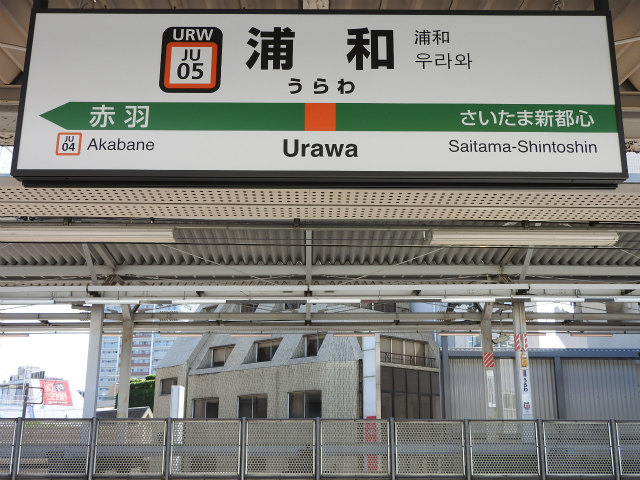 URW
JU
05
浦 和
浦和
우라와
うらわ
赤羽
さいたま新都心
JU
04
Akabane
Urawa
Saitama-Shintoshin